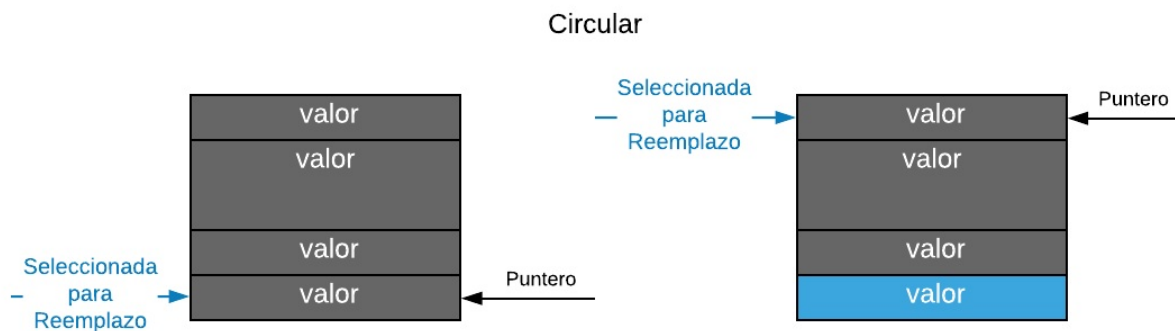 Circular
valor
valor
valor
valor
Seleccionada
para
Reemplazo
Puntero
Seleccionada
para
Reemplazo
valor
valor
valor
valor
Puntero